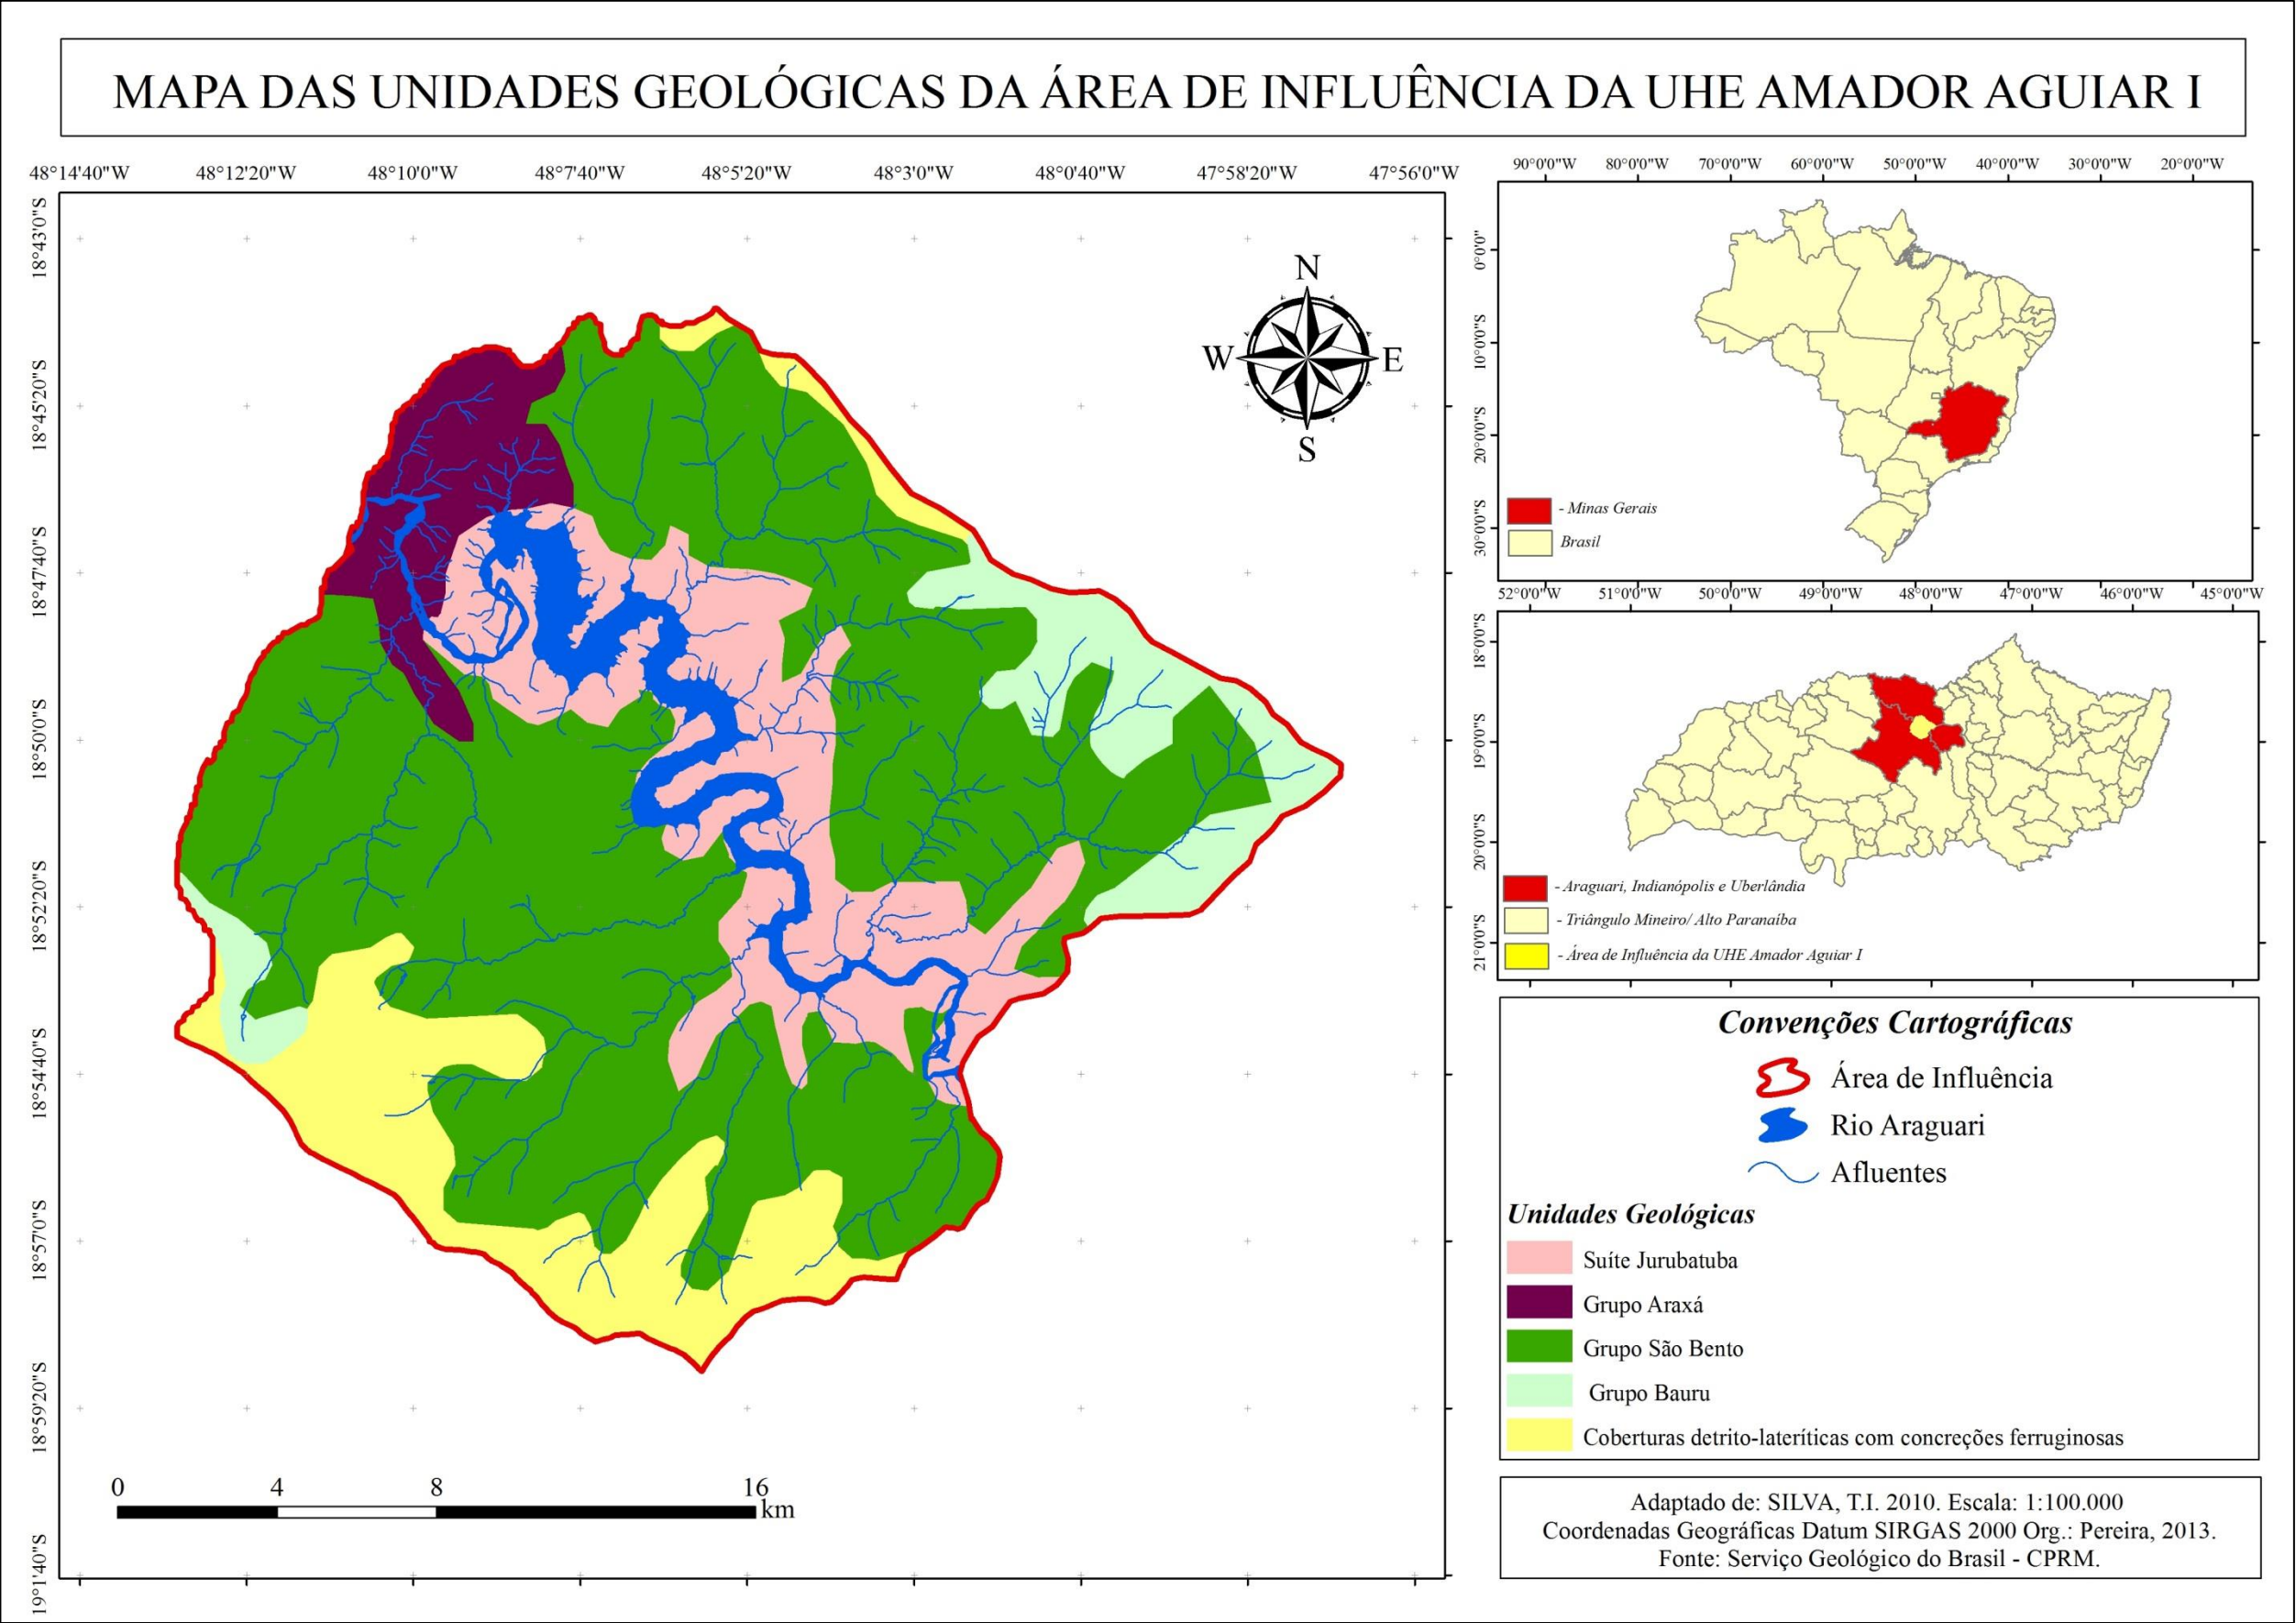 MAPA DAS UNIDADES GEOLÓGICAS DA ÁREA DE INFLUÊNCIA DA UHE AMADOR AGUIAR I
48°14'40"W 48°12'20"W 48°10'0"W 48°7'40"W 48°5'20"W 48°3'0"W 48°0'40"W 47°58'20"W 47°56'0"W
18°43'0"S
18°45'20"S
18°47'40"S
18°50'0"S
18°52'20"S
18°54'40"S
18°57'0"S
18°59'20"S
19°1'40"S
N
W E
S
0 4 8 16
km
90°0'0"W 80°0'0"W 70°0'0"W 60°0'0"W 50°0'0"W 40°0'0"W 30°0'0"W 20°0'0"W
0°0'0"
10°0'0"S
20°0'0"S
30°0'0"S
- Minas Gerais
Brasil
52°0'0"W 51°0'0"W 50°0'0"W 49°0'0"W 48°0'0"W 47°0'0"W 46°0'0"W 45°0'0"W
18°0'0"S
19°0'0"S
20°0'0"S
21°0'0"S
- Araguari, Indianópolis e Uberlândia
- Triângulo Mineiro/ Alto Paranaíba
- Área de Influência da UHE Amador Aguiar I
Convenções Cartográficas
Área de Influência
Rio Araguari
Afluentes
Unidades Geológicas
Suíte Jurubatuba
Grupo Araxá
Grupo São Bento
Grupo Bauru
Coberturas detrito-lateríticas com concreções ferruginosas
Adaptado de: SILVA, T.I. 2010. Escala: 1:100.000
Coordenadas Geográficas Datum SIRGAS 2000 Org.: Pereira, 2013.
Fonte: Serviço Geológico do Brasil - CPRM.